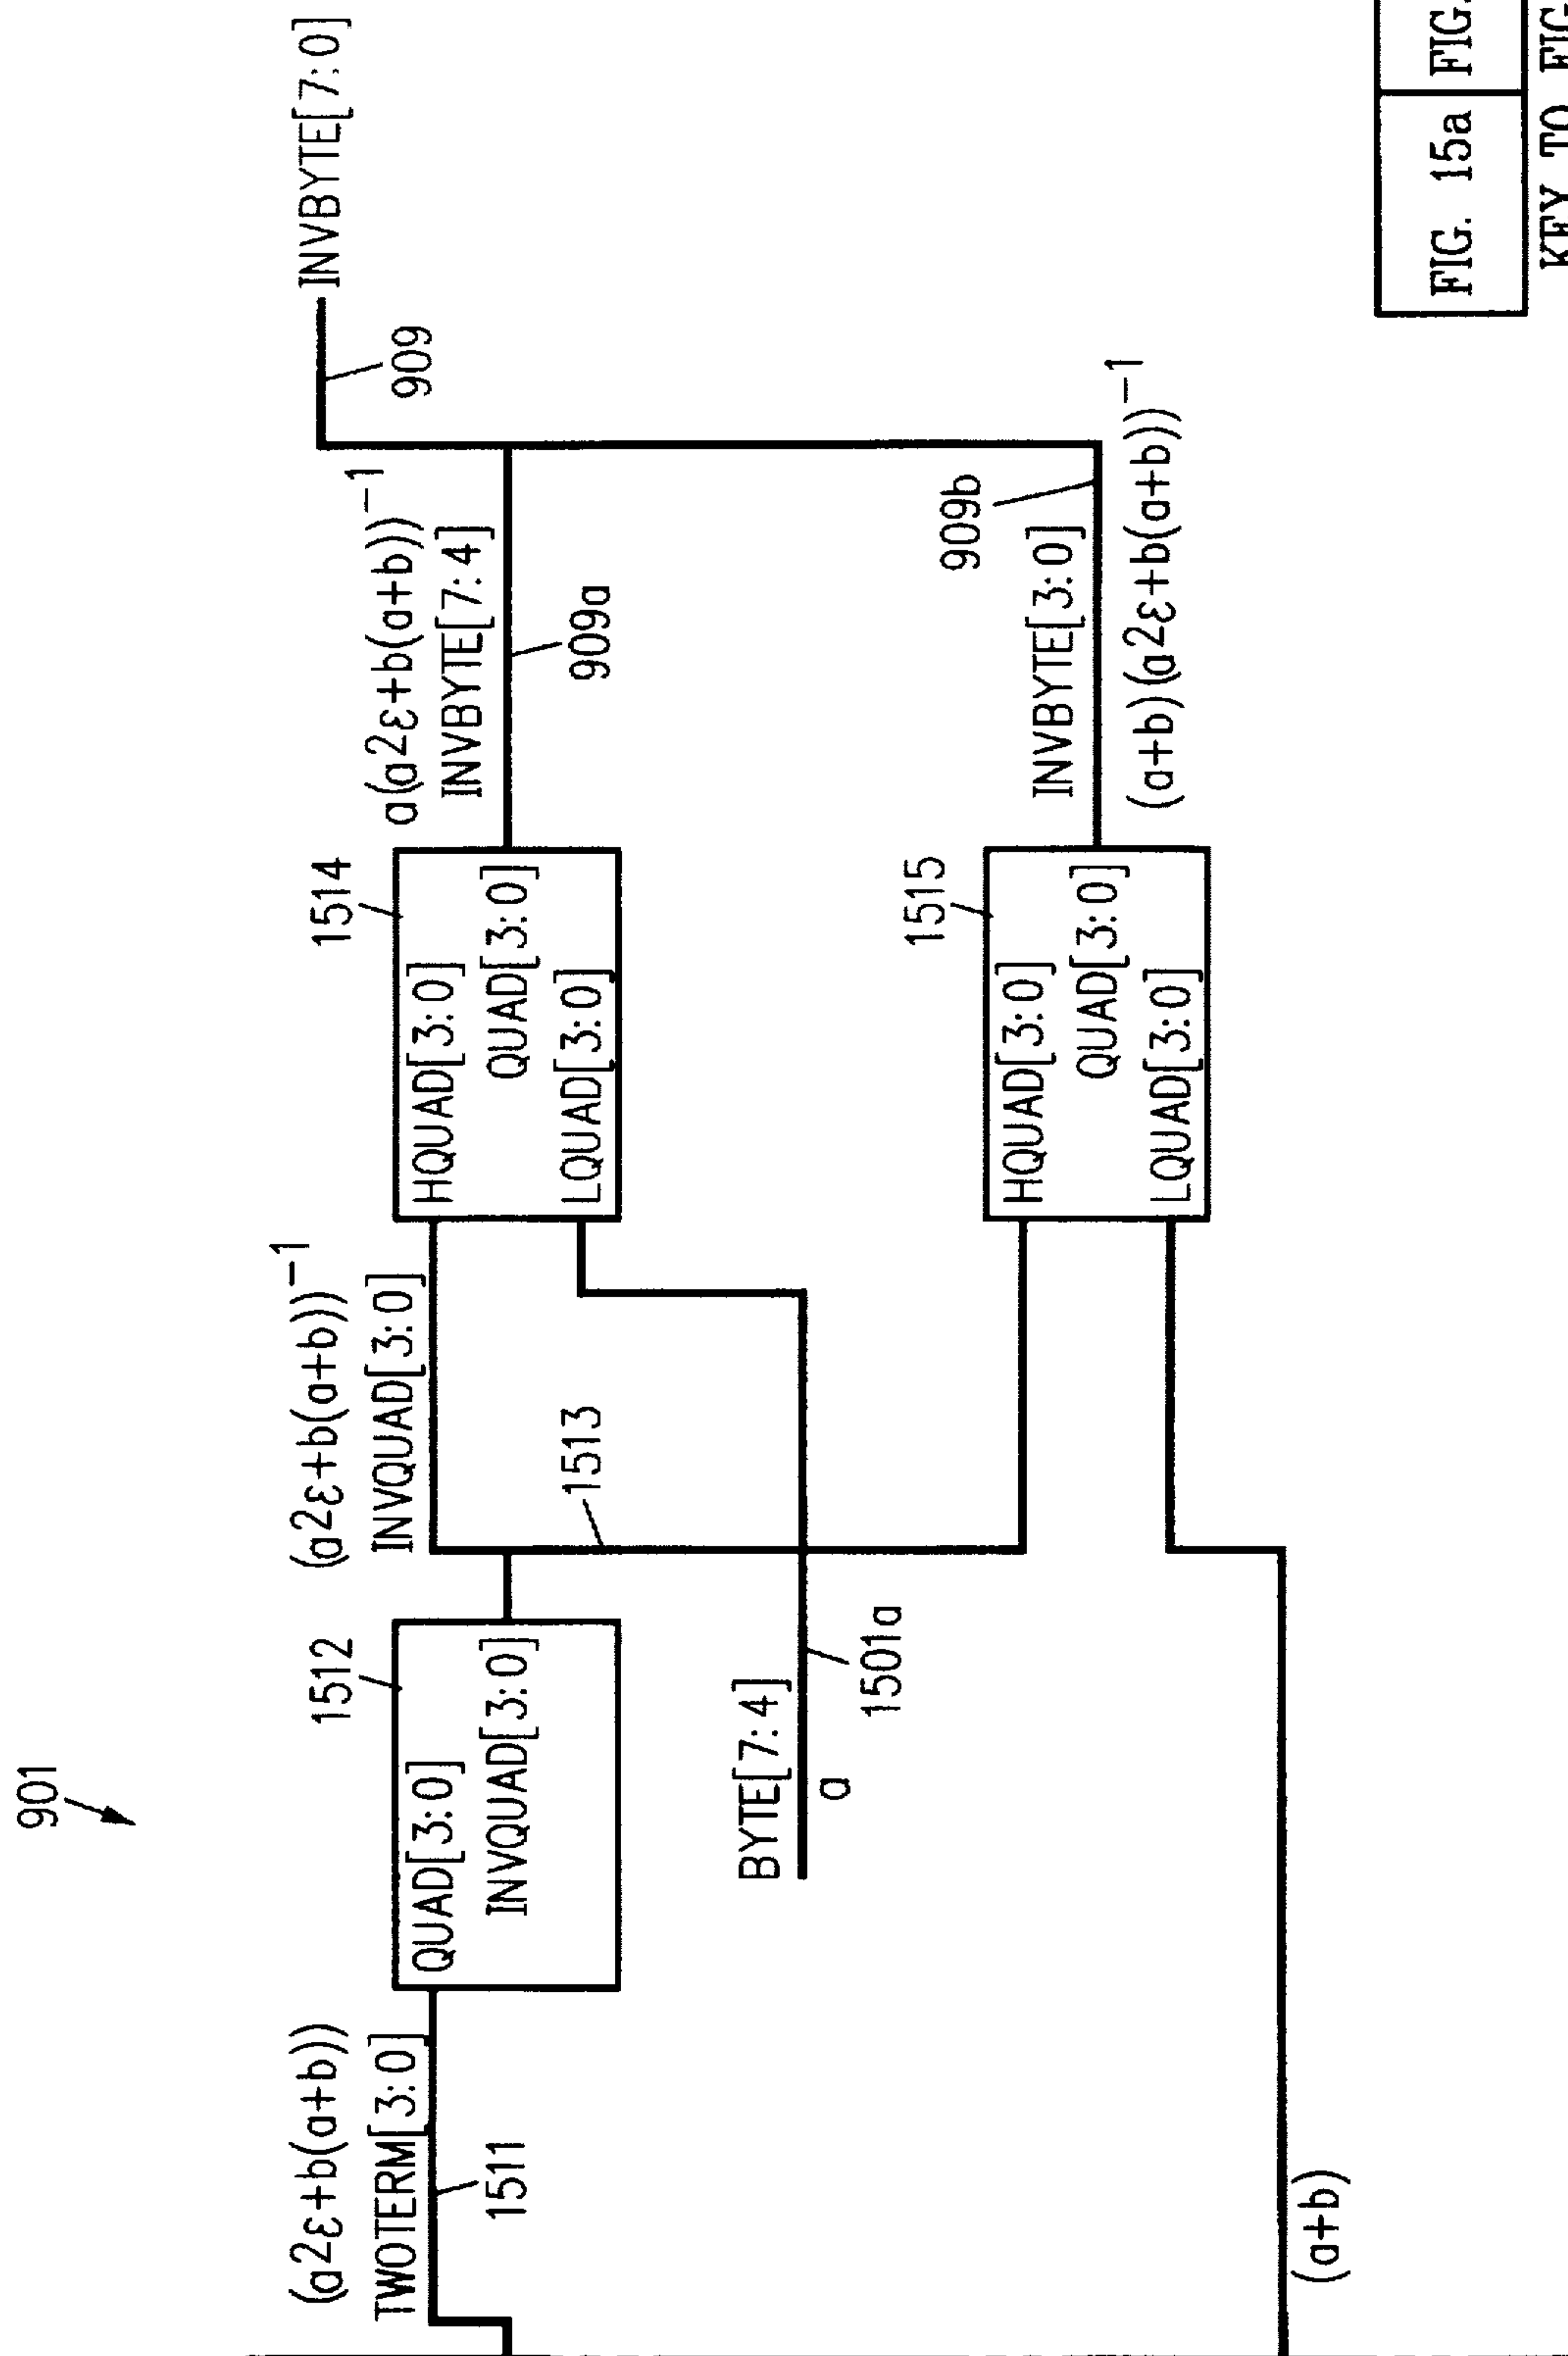 901
(a²ε+b(a+b))
TWOTERM[3:0]
1511
1512
QUAD[3:0]
INVQUAD[3:0]
(a²ε+b(a+b))⁻¹
INVQUAD[3:0]
1513
BYTE[7:4]
a
1501a
1514
HQUAD[3:0]
QUAD[3:0]
LQUAD[3:0]
a(a²ε+b(a+b))⁻¹
INVBYTE[7:4]
909a
INVBYTE[7:0]
909
1515
HQUAD[3:0]
QUAD[3:0]
LQUAD[3:0]
909b
INVBYTE[3:0]
(a+b)(a²ε+b(a+b))⁻¹
(a+b)
FIG. 15a
FIG.
KEY TO FIG.